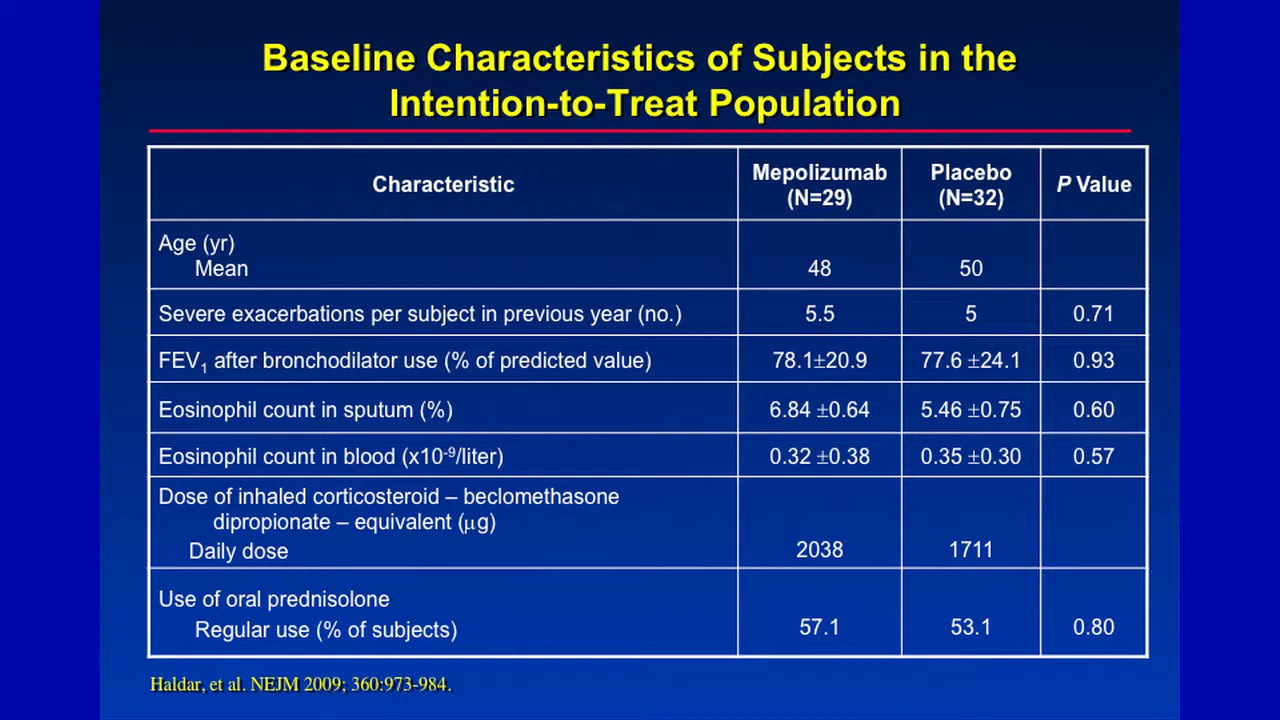 Baseline Characteristics of Subjects in the
Intention-to-Treat Population
Characteristic Mepolizumab (N=29) Placebo (N=32) P Value
Age (yr)
Mean 48 50
Severe exacerbations per subject in previous year (no.) 5.5 5 0.71
FEV1 after bronchodilator use (% of predicted value) 78.1±20.9 77.6 ±24.1 0.93
Eosinophil count in sputum (%) 6.84 ±0.64 5.46 ±0.75 0.60
Eosinophil count in blood (x10-9/liter) 0.32 ±0.38 0.35 ±0.30 0.57
Dose of inhaled corticosteroid – beclomethasone
dipropionate – equivalent (μg)
Daily dose 2038 1711
Use of oral prednisolone
Regular use (% of subjects) 57.1 53.1 0.80
Haldar, et al. NEJM 2009; 360:973-984.